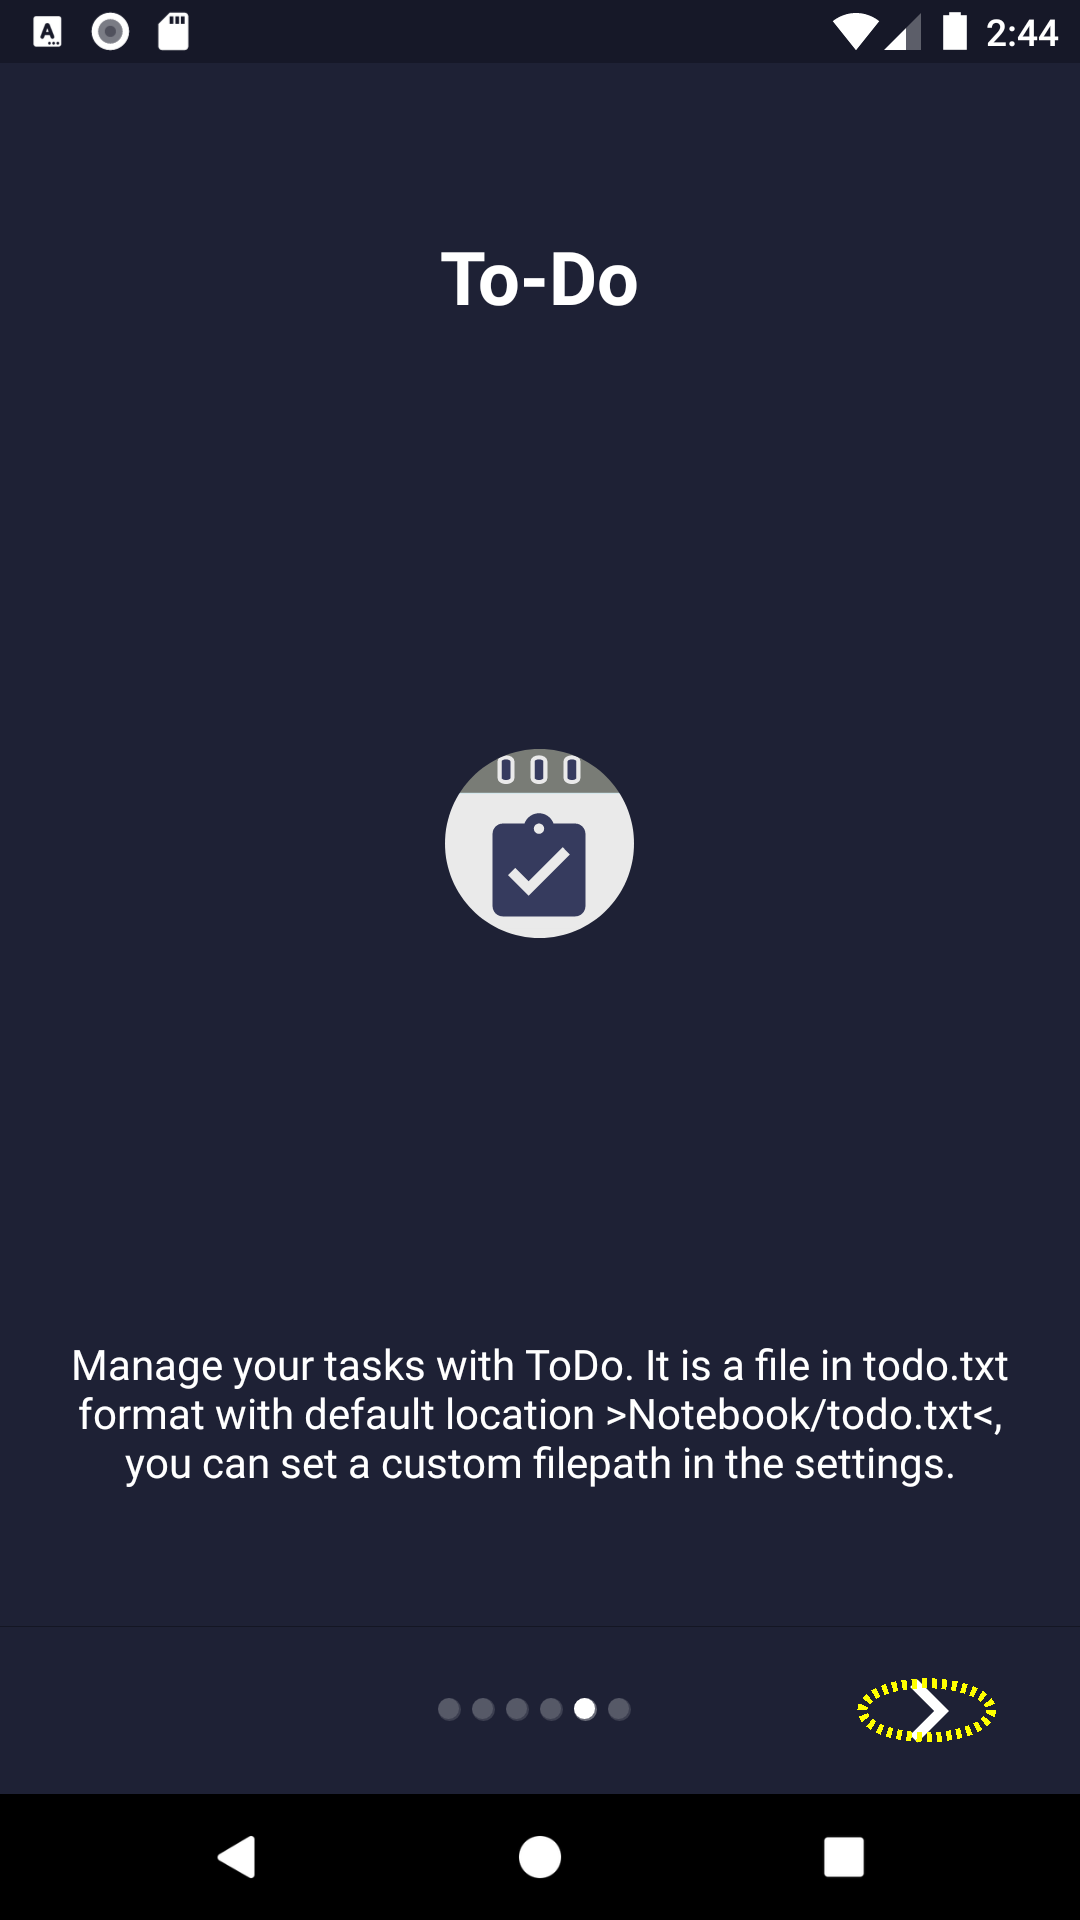 2:44
To-Do
Manage your tasks with ToDo. It is a file in todo.txt
format with default location >Notebook/todo.txt<,
you can set a custom filepath in the settings.